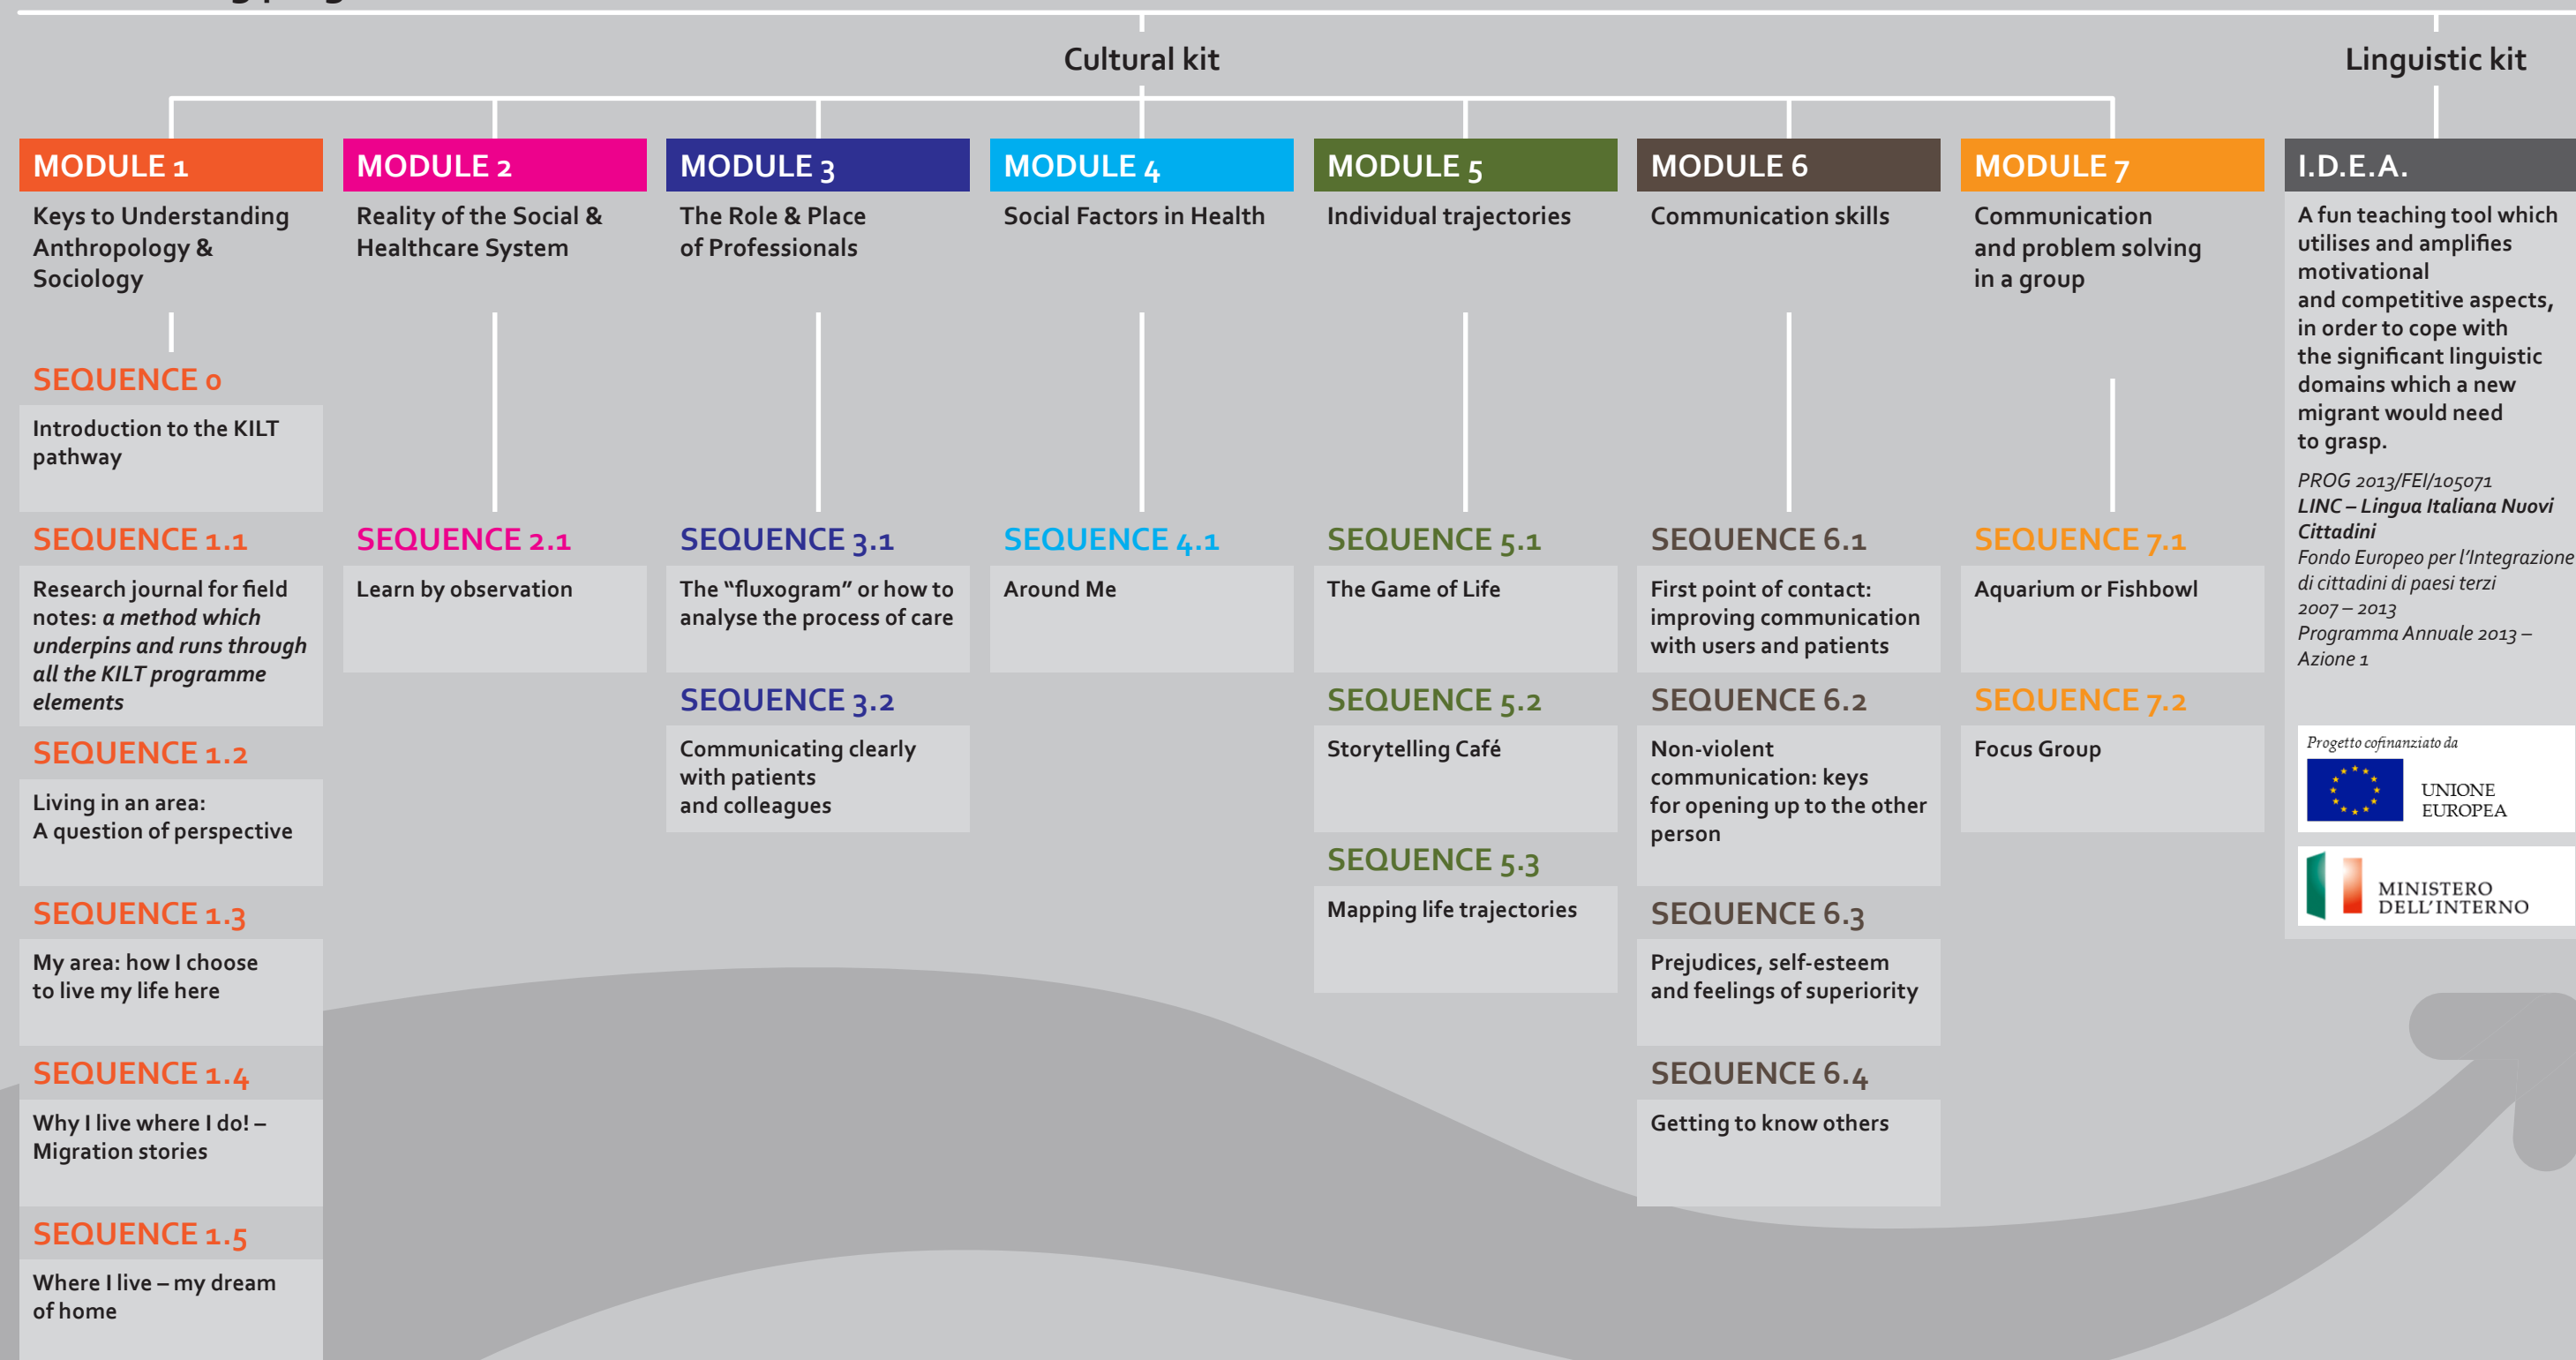 Cultural kit
Linguistic kit
MODULE 1
Keys to Understanding
Anthropology &
Sociology
SEQUENCE 0
Introduction to the KILT
pathway
SEQUENCE 1.1
Research journal for field
notes: a method which
underpins and runs through
all the KILT programme
elements
SEQUENCE 1.2
Living in an area:
A question of perspective
SEQUENCE 1.3
My area: how I choose
to live my life here
SEQUENCE 1.4
Why I live where I do! –
Migration stories
SEQUENCE 1.5
Where I live – my dream
of home
MODULE 2
Reality of the Social &
Healthcare System
SEQUENCE 2.1
Learn by observation
MODULE 3
The Role & Place
of Professionals
SEQUENCE 3.1
The “fluxogram” or how to
analyse the process of care
SEQUENCE 3.2
Communicating clearly
with patients
and colleagues
MODULE 4
Social Factors in Health
SEQUENCE 4.1
Around Me
MODULE 5
Individual trajectories
SEQUENCE 5.1
The Game of Life
SEQUENCE 5.2
Storytelling Café
SEQUENCE 5.3
Mapping life trajectories
MODULE 6
Communication skills
SEQUENCE 6.1
First point of contact:
improving communication
with users and patients
SEQUENCE 6.2
Non-violent
communication: keys
for opening up to the other
person
SEQUENCE 6.3
Prejudices, self-esteem
and feelings of superiority
SEQUENCE 6.4
Getting to know others
MODULE 7
Communication
and problem solving
in a group
SEQUENCE 7.1
Aquarium or Fishbowl
SEQUENCE 7.2
Focus Group
I.D.E.A.
A fun teaching tool which
utilises and amplifies
motivational
and competitive aspects,
in order to cope with
the significant linguistic
domains which a new
migrant would need
to grasp.
PROG 2013/FEI/105071
LINC – Lingua Italiana Nuovi
Cittadini
Fondo Europeo per l’Integrazione
di cittadini di paesi terzi
2007 – 2013
Programma Annuale 2013 –
Azione 1
Progetto cofinanziato da
UNIONE
EUROPEA
MINISTERO
DELL’INTERNO